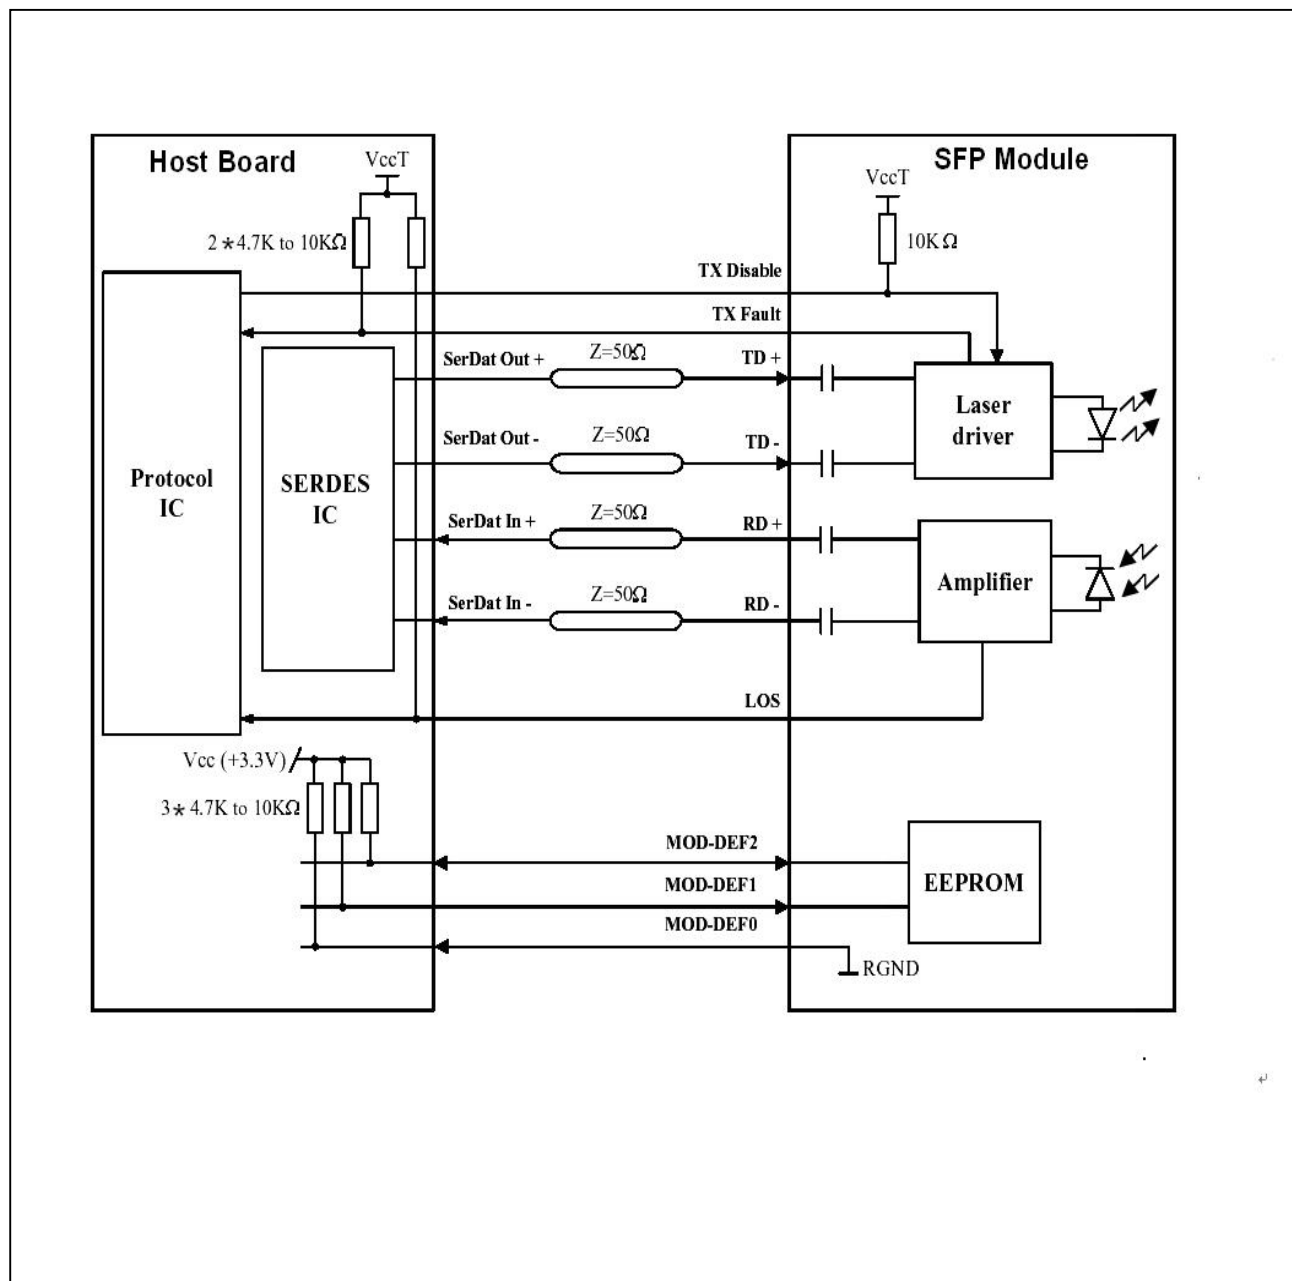 Host Board
SFP Module
VccT
VccT
2*4.7K to 10KΩ
10KΩ
TX Disable
TX Fault
SerDat Out +
Z=50Ω
TD +
Laser
driver
SerDat Out -
Z=50Ω
TD -
Protocol
IC
SERDES
IC
SerDat In +
Z=50Ω
RD +
Amplifier
SerDat In -
Z=50Ω
RD -
LOS
Vcc (+3.3V)
3*4.7K to 10KΩ
MOD-DEF2
EEPROM
MOD-DEF1
MOD-DEF0
RGND